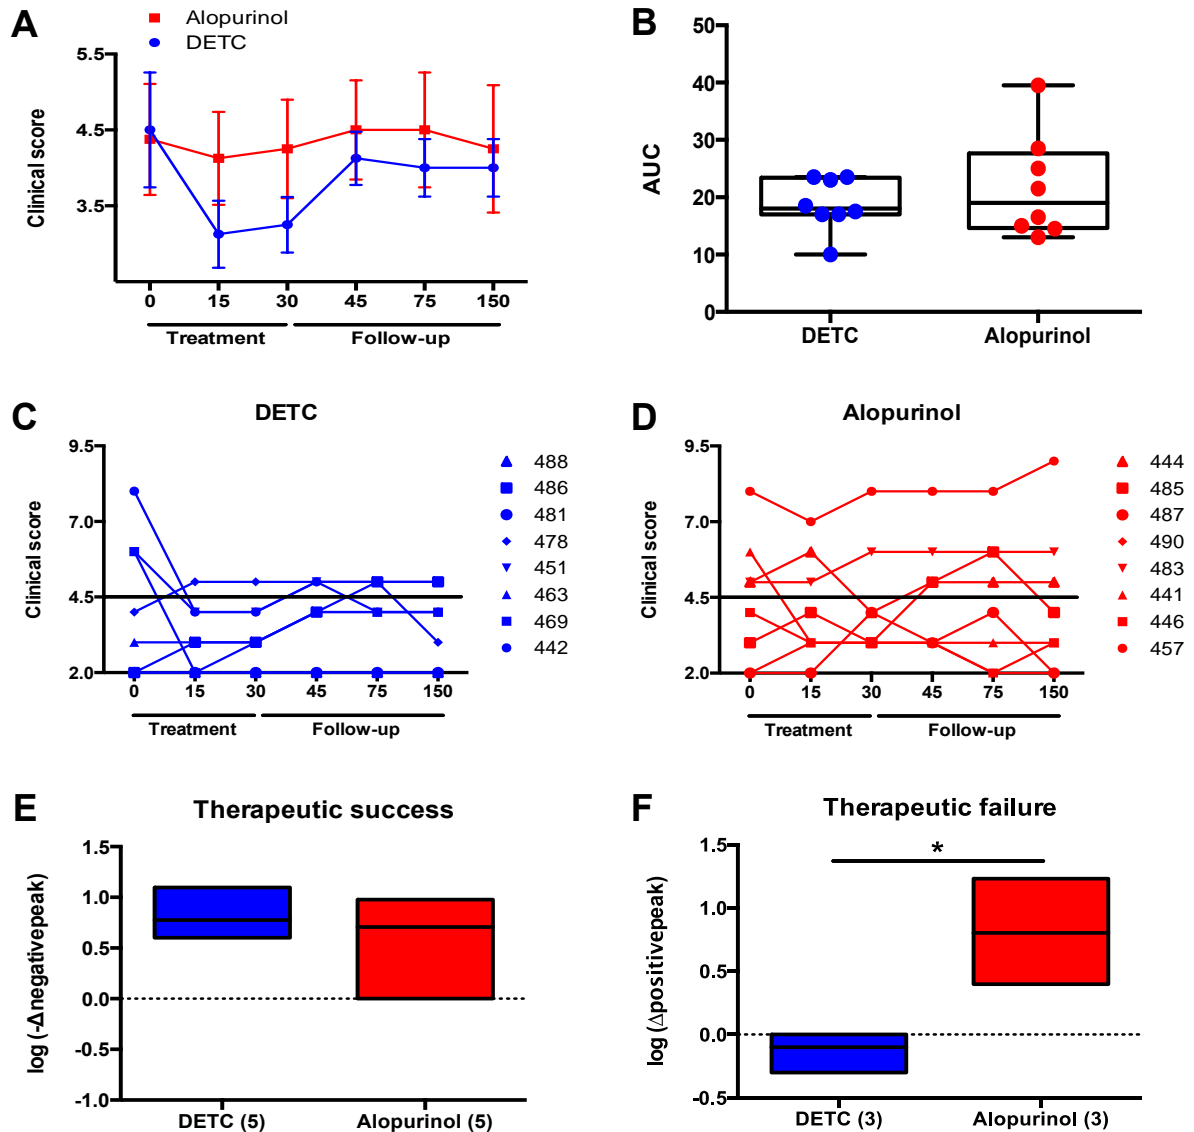 A
Alopurinol
DETC
Clinical score
5.5
4.5
3.5
0 15 30 45 75 150
Treatment Follow-up
B
AUC
50
40
30
20
10
0
DETC Alopurinol
C
DETC
Clinical score
9.5
7.0
4.5
2.0
0 15 30 45 75 150
Treatment Follow-up
488
486
481
478
451
463
469
442
D
Alopurinol
Clinical score
9.5
7.0
4.5
2.0
0 15 30 45 75 150
Treatment Follow-up
444
485
487
490
483
441
446
457
E
Therapeutic success
log (-Δnegativepeak)
1.5
1.0
0.5
0.0
-0.5
-1.0
DETC (5) Alopurinol (5)
F
Therapeutic failure
log (Δpositivepeak)
1.5
1.0
0.5
0.0
-0.5
*
DETC (3) Alopurinol (3)